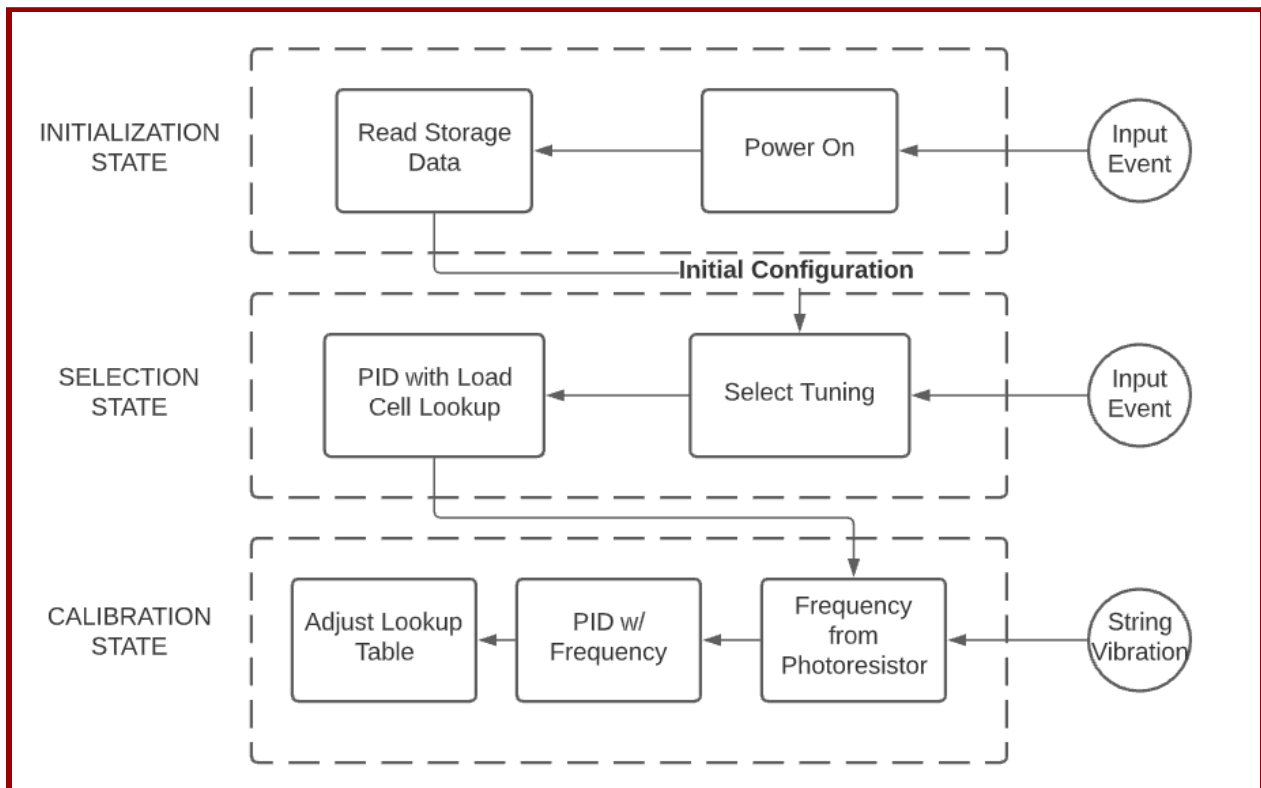 INITIALIZATION
STATE
Read Storage
Data
Power On
Input
Event
Initial Configuration
SELECTION
STATE
PID with Load
Cell Lookup
Select Tuning
Input
Event
CALIBRATION
STATE
Adjust Lookup
Table
PID w/
Frequency
Frequency
from
Photoresistor
String
Vibration